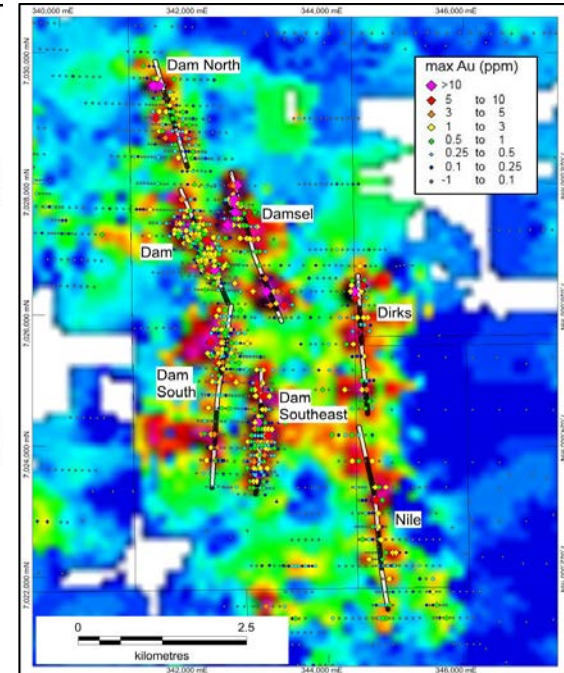 340,000 mE 342,000 mE 344,000 mE 346,000 mE
7,030,000 mN
Dam North
max Au (ppm)
>10
5 to 10
3 to 5
1 to 3
0.5 to 1
0.25 to 0.5
0.1 to 0.25
-1 to 0.1
7,028,000 mN
Damsel
Dam
Dirks
7,026,000 mN
Dam
South
Dam
Southeast
7,024,000 mN
Nile
7,022,000 mN
0 2.5
kilometres
342,000 mE 344,000 mE 346,000 mE